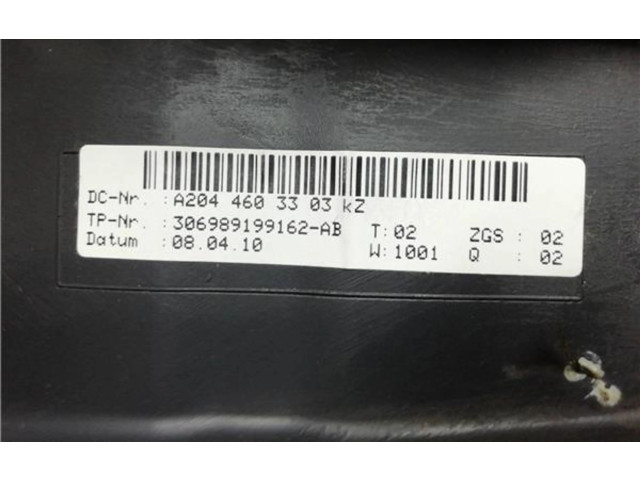 DC-Nr. :A204 460 33 03 kZ
TP-Nr. :306989199162-AB T:02 ZGS : 02
Datum :08.04.10 W:1001 Q : 02